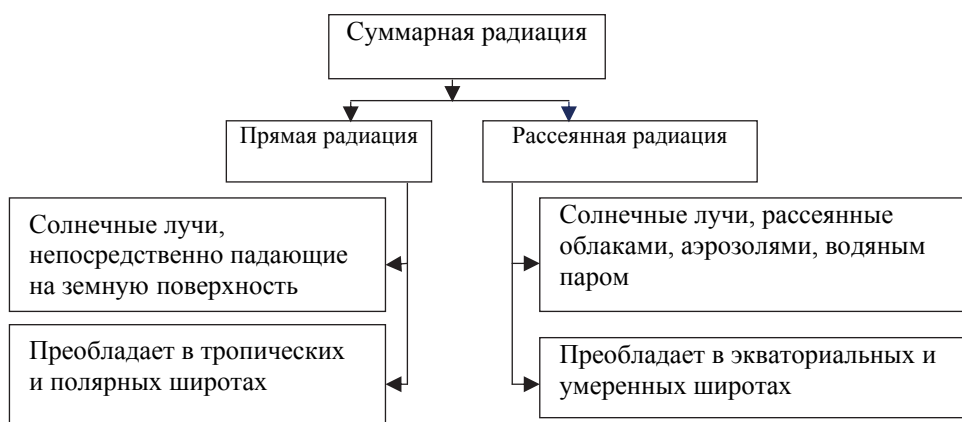 Суммарная радиация
Прямая радиация
Рассеянная радиация
Солнечные лучи,
непосредственно падающие
на земную поверхность
Солнечные лучи, рассеянные
облаками, аэрозолями, водяным
паром
Преобладает в тропических
и полярных широтах
Преобладает в экваториальных и
умеренных широтах